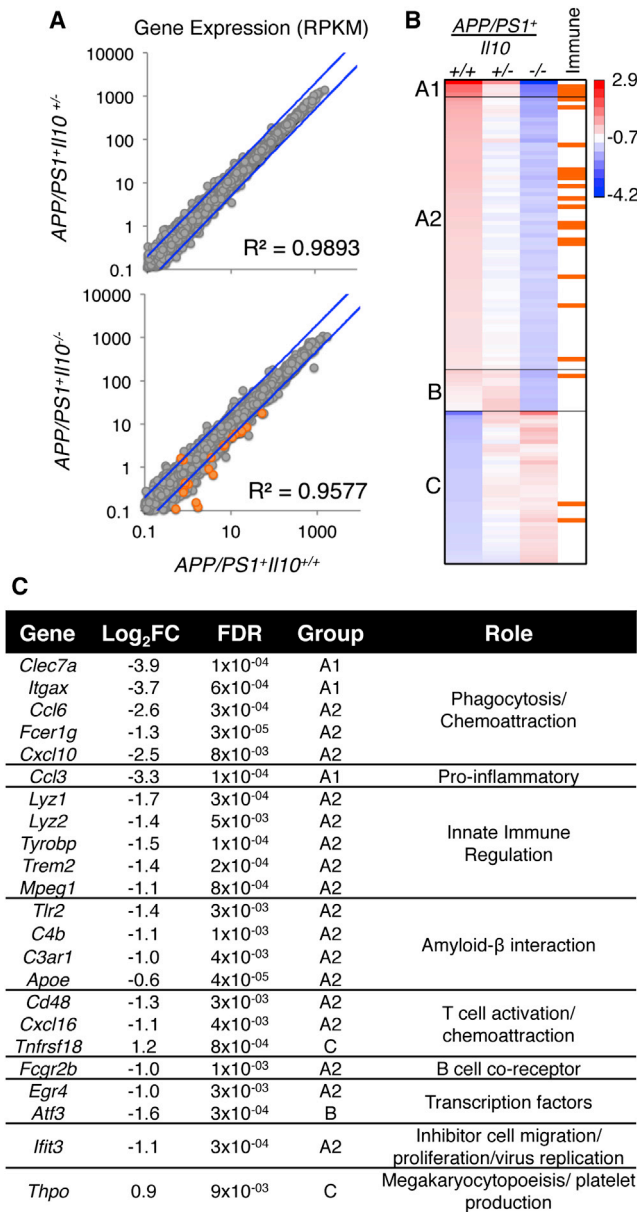 A
Gene Expression (RPKM)
APP/PS1+Il10 +/-
10000
1000
100
10
1
0.1
R² = 0.9893
APP/PS1+Il10-/-
10000
1000
100
10
1
0.1
R² = 0.9577
0.1 10 1000
APP/PS1+Il10+/+
B
APP/PS1+
Il10
+/+ +/- -/-
Immune
A1
A2
B
C
2.9
-0.7
-4.2
C
Gene Log2FC FDR Group Role
Clec7a -3.9 1x10-04 A1
Itgax -3.7 6x10-04 A1
Ccl6 -2.6 3x10-04 A2
Fcer1g -1.3 3x10-05 A2
Cxcl10 -2.5 8x10-03 A2
Phagocytosis/
Chemoattraction
Ccl3 -3.3 1x10-04 A1 Pro-inflammatory
Lyz1 -1.7 3x10-04 A2
Lyz2 -1.4 5x10-03 A2
Tyrobp -1.5 1x10-04 A2
Trem2 -1.4 2x10-04 A2
Mpeg1 -1.1 8x10-04 A2
Innate Immune
Regulation
Tlr2 -1.4 3x10-03 A2
C4b -1.1 1x10-03 A2
C3ar1 -1.0 4x10-03 A2
Apoe -0.6 4x10-05 A2
Amyloid-β interaction
Cd48 -1.3 3x10-03 A2
Cxcl16 -1.1 4x10-03 A2
Tnfrsf18 1.2 8x10-04 C
T cell activation/
chemoattraction
Fcgr2b -1.0 1x10-03 A2 B cell co-receptor
Egr4 -1.0 3x10-03 A2
Atf3 -1.6 3x10-04 B
Transcription factors
Ifit3 -1.1 3x10-04 A2
Inhibitor cell migration/
proliferation/virus replication
Thpo 0.9 9x10-03 C
Megakaryocytopoeisis/ platelet
production